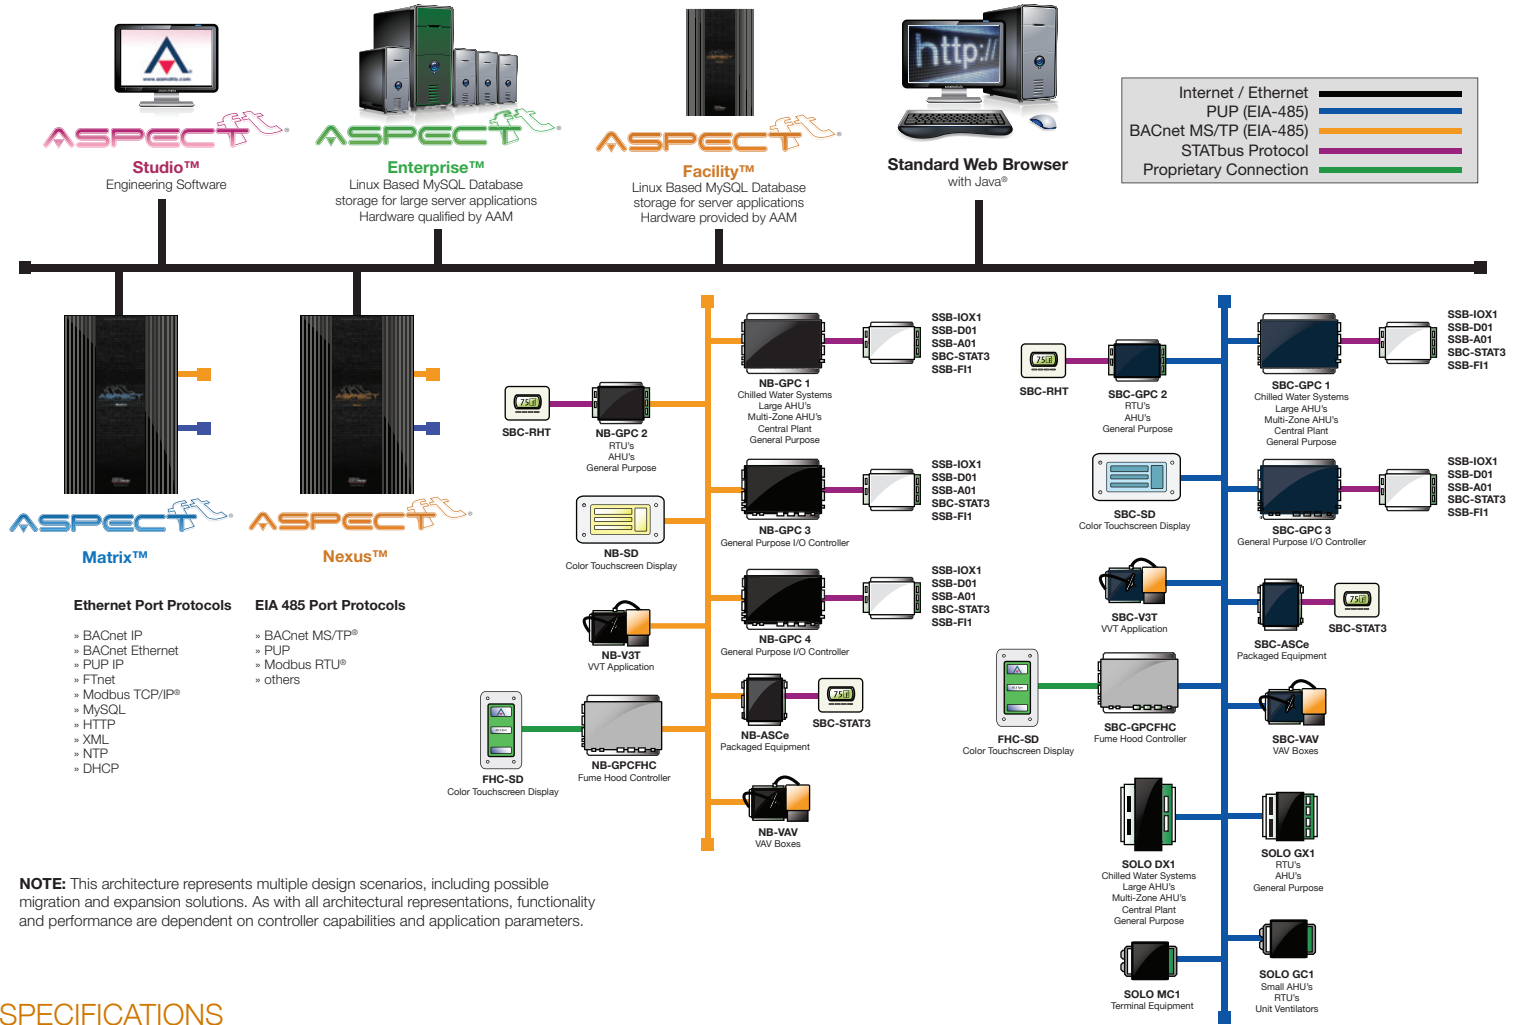 www.aamatrix.com
http://
ASPECTft®
Studio™
Engineering Software
ASPECTft®
Enterprise™
Linux Based MySQL Database
storage for large server applications
Hardware qualified by AAM
ASPECTft®
Facility™
Linux Based MySQL Database
storage for server applications
Hardware provided by AAM
Standard Web Browser
with Java®
Internet / Ethernet
PUP (EIA-485)
BACnet MS/TP (EIA-485)
STATbus Protocol
Proprietary Connection
ASPECT
ASPECTft®
Matrix™
ASPECT
ASPECTft®
Nexus™
Ethernet Port Protocols
» BACnet IP
» BACnet Ethernet
» PUP IP
» FTnet
» Modbus TCP/IP®
» MySQL
» HTTP
» XML
» NTP
» DHCP
EIA 485 Port Protocols
» BACnet MS/TP®
» PUP
» Modbus RTU®
» others
75
SBC-RHT
NB-GPC 2
RTU's
AHU's
General Purpose
NB-SD
Color Touchscreen Display
NB-V3T
VVT Application
FHC-SD
Color Touchscreen Display
NB-GPCFHC
Fume Hood Controller
NB-GPC 1
Chilled Water Systems
Large AHU's
Multi-Zone AHU's
Central Plant
General Purpose
SSB-IOX1
SSB-D01
SSB-A01
SBC-STAT3
SSB-FI1
NB-GPC 3
General Purpose I/O Controller
SSB-IOX1
SSB-D01
SSB-A01
SBC-STAT3
SSB-FI1
NB-GPC 4
General Purpose I/O Controller
SSB-IOX1
SSB-D01
SSB-A01
SBC-STAT3
SSB-FI1
NB-ASCe
Packaged Equipment
75
SBC-STAT3
NB-VAV
VAV Boxes
75
SBC-RHT
SBC-GPC 2
RTU's
AHU's
General Purpose
SBC-SD
Color Touchscreen Display
SBC-V3T
VVT Application
FHC-SD
Color Touchscreen Display
SBC-GPCFHC
Fume Hood Controller
SOLO DX1
Chilled Water Systems
Large AHU's
Multi-Zone AHU's
Central Plant
General Purpose
SOLO MC1
Terminal Equipment
SBC-GPC 1
Chilled Water Systems
Large AHU's
Multi-Zone AHU's
Central Plant
General Purpose
SSB-IOX1
SSB-D01
SSB-A01
SBC-STAT3
SSB-FI1
SBC-GPC 3
General Purpose I/O Controller
SSB-IOX1
SSB-D01
SSB-A01
SBC-STAT3
SSB-FI1
SBC-ASCe
Packaged Equipment
75
SBC-STAT3
SBC-VAV
VAV Boxes
SOLO GX1
RTU's
AHU's
General Purpose
SOLO GC1
Small AHU's
RTU's
Unit Ventilators
NOTE: This architecture represents multiple design scenarios, including possible
migration and expansion solutions. As with all architectural representations, functionality
and performance are dependent on controller capabilities and application parameters.
SPECIFICATIONS